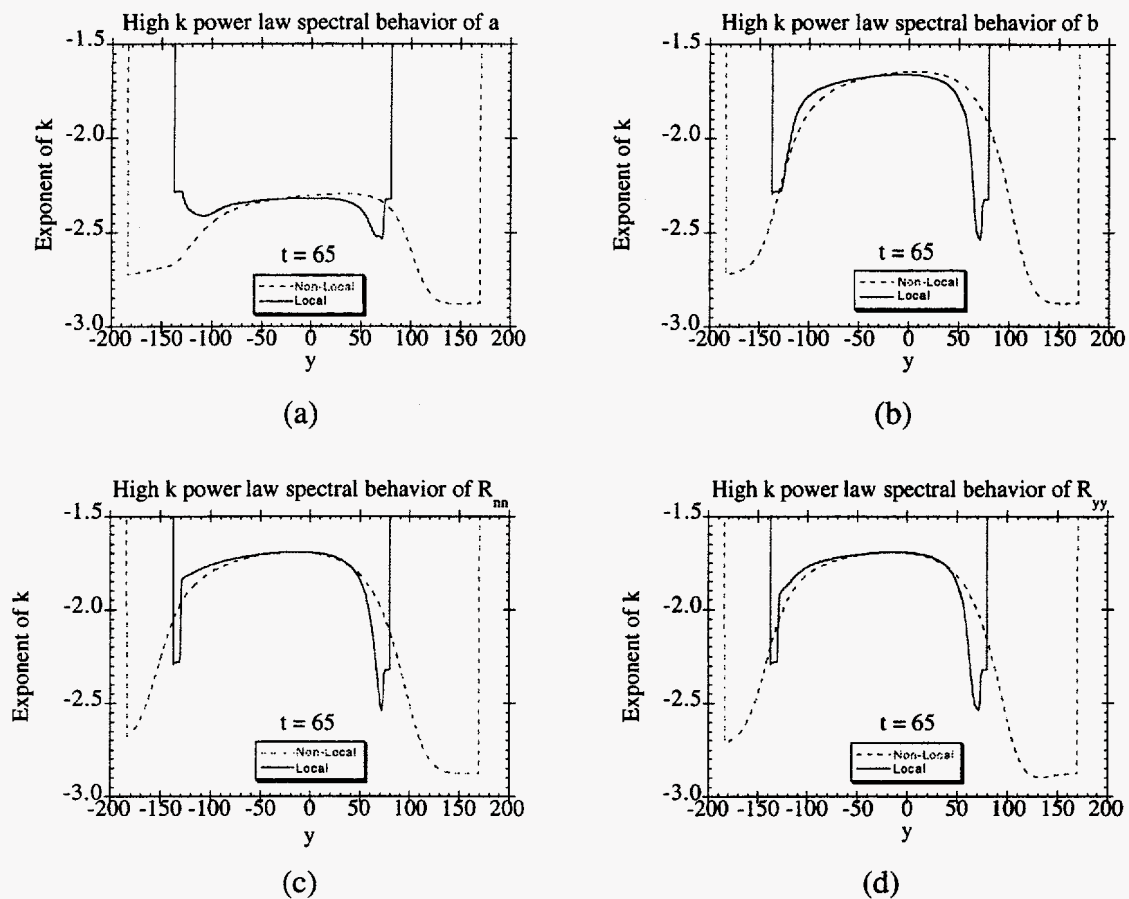 High k power law spectral behavior of a
High k power law spectral behavior of b
-1.5
-2.0
-2.5
-3.0
Exponent of k
t = 65
Non-Local
Local
-200 -150 -100 -50 0 50 100 150 200
y
(a)
-1.5
-2.0
-2.5
-3.0
Exponent of k
t = 65
Non-Local
Local
-200 -150 -100 -50 0 50 100 150 200
y
(b)
High k power law spectral behavior of Rnn
High k power law spectral behavior of Ryy
-1.5
-2.0
-2.5
-3.0
Exponent of k
t = 65
Non-Local
Local
-200 -150 -100 -50 0 50 100 150 200
y
(c)
-1.5
-2.0
-2.5
-3.0
Exponent of k
t = 65
Non-Local
Local
-200 -150 -100 -50 0 50 100 150 200
y
(d)